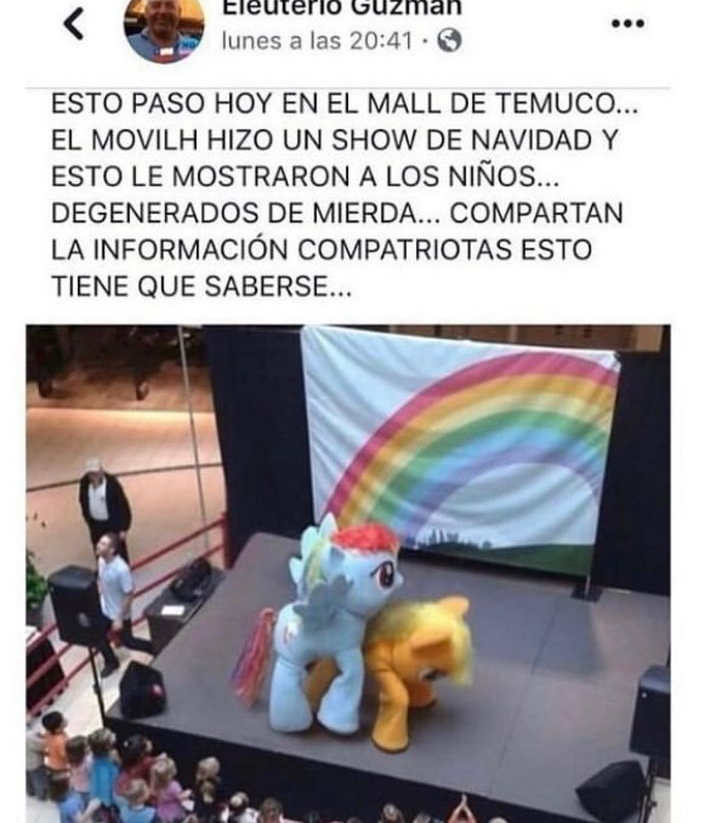 Eleuterio Guzmán
lunes a las 20:41 ·
ESTO PASO HOY EN EL MALL DE TEMUCO...
EL MOVILH HIZO UN SHOW DE NAVIDAD Y
ESTO LE MOSTRARON A LOS NIÑOS...
DEGENERADOS DE MIERDA... COMPARTAN
LA INFORMACIÓN COMPATRIOTAS ESTO
TIENE QUE SABERSE...